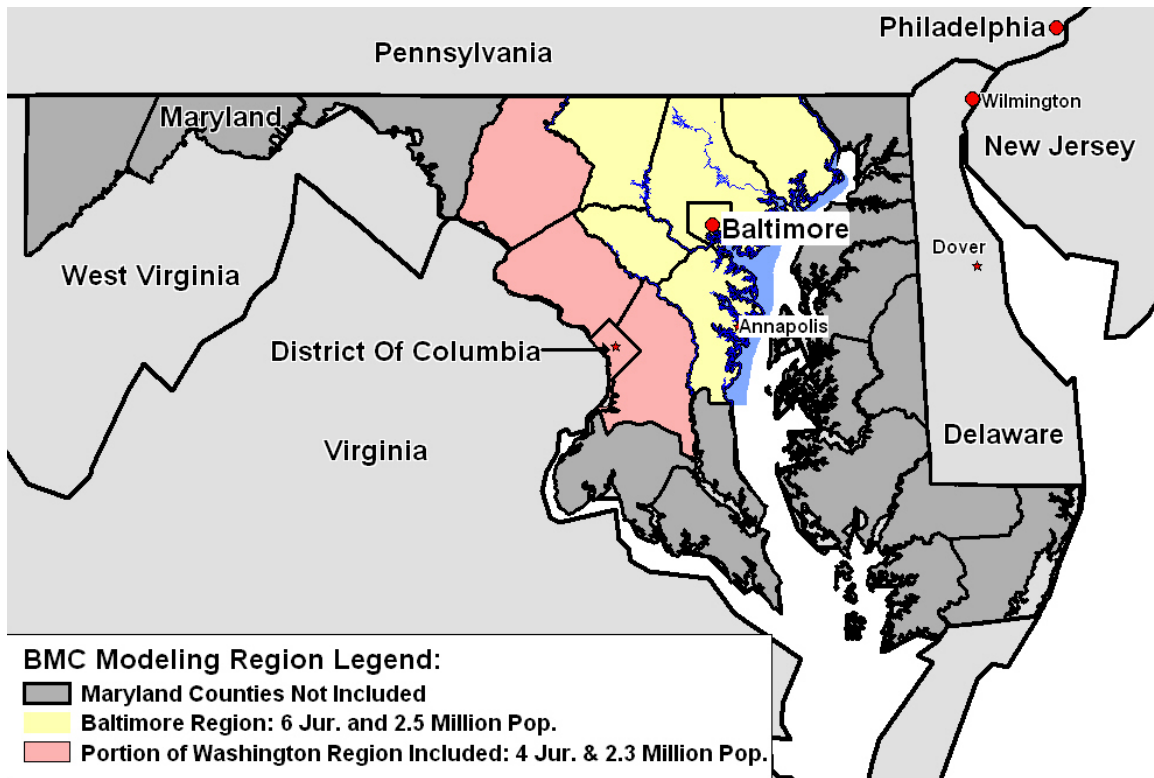 Philadelphia
Pennsylvania
Wilmington
Maryland
New Jersey
Baltimore
Dover
West Virginia
Annapolis
District Of Columbia
Delaware
Virginia
BMC Modeling Region Legend:
Maryland Counties Not Included
Baltimore Region: 6 Jur. and 2.5 Million Pop.
Portion of Washington Region Included: 4 Jur. & 2.3 Million Pop.